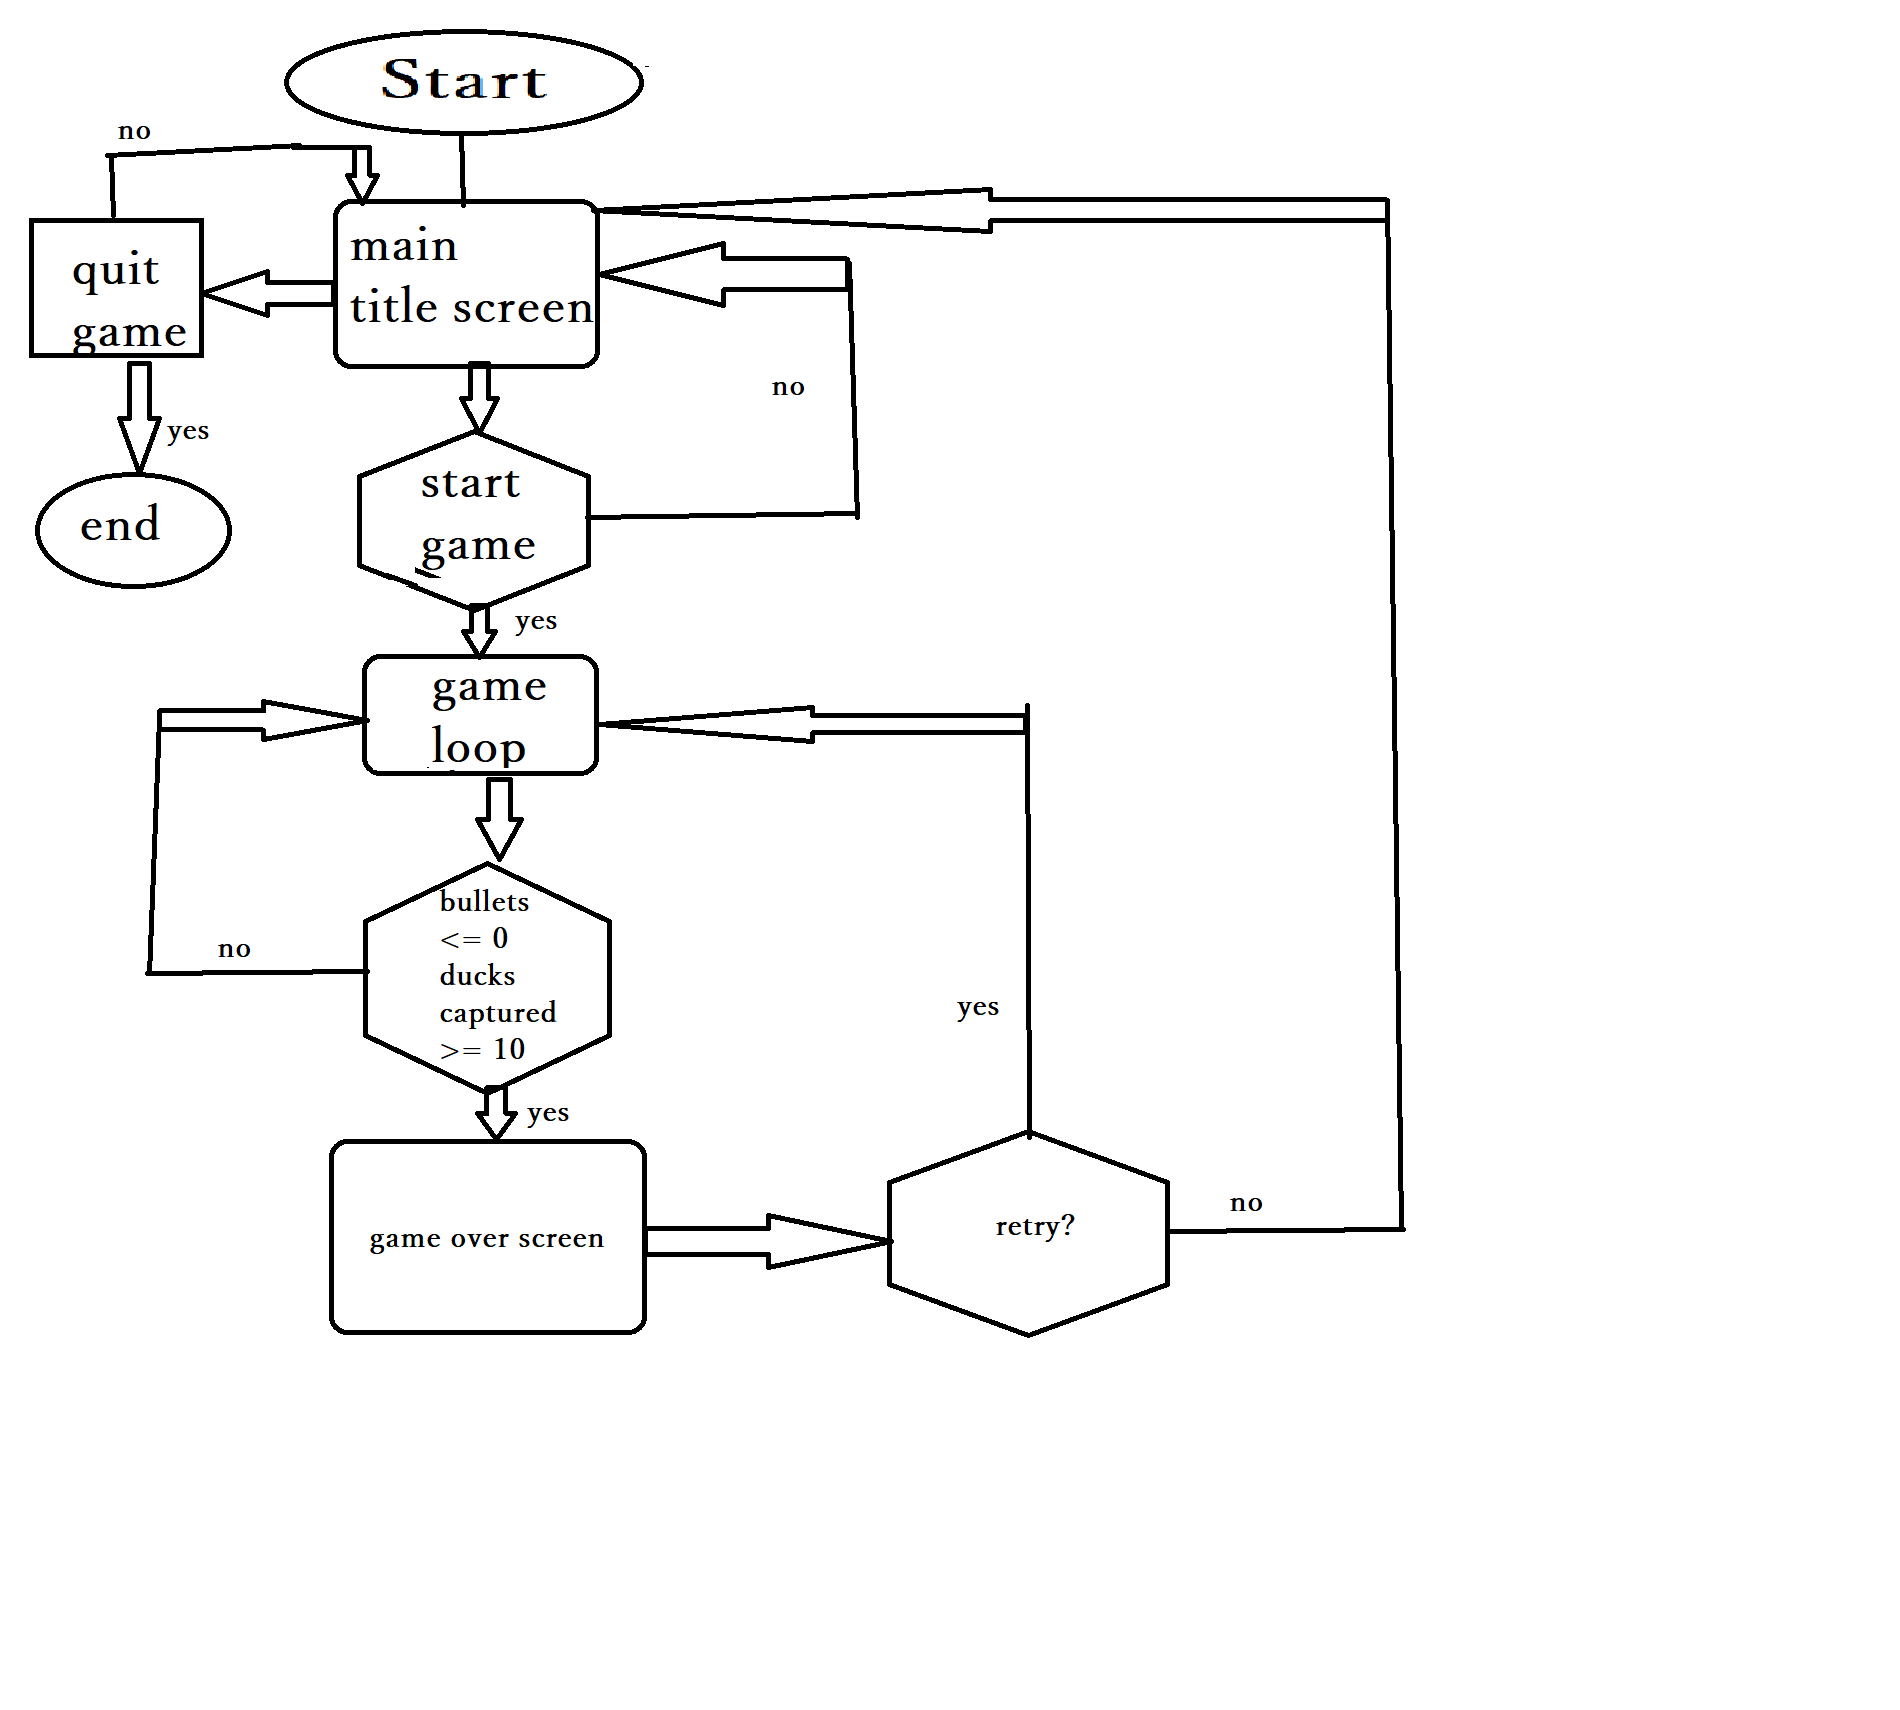 Start
no
main
title screen
quit
game
no
yes
start
game
end
yes
game
loop
bullets
<= 0
ducks
captured
>= 10
no
yes
yes
game over screen
retry?
no